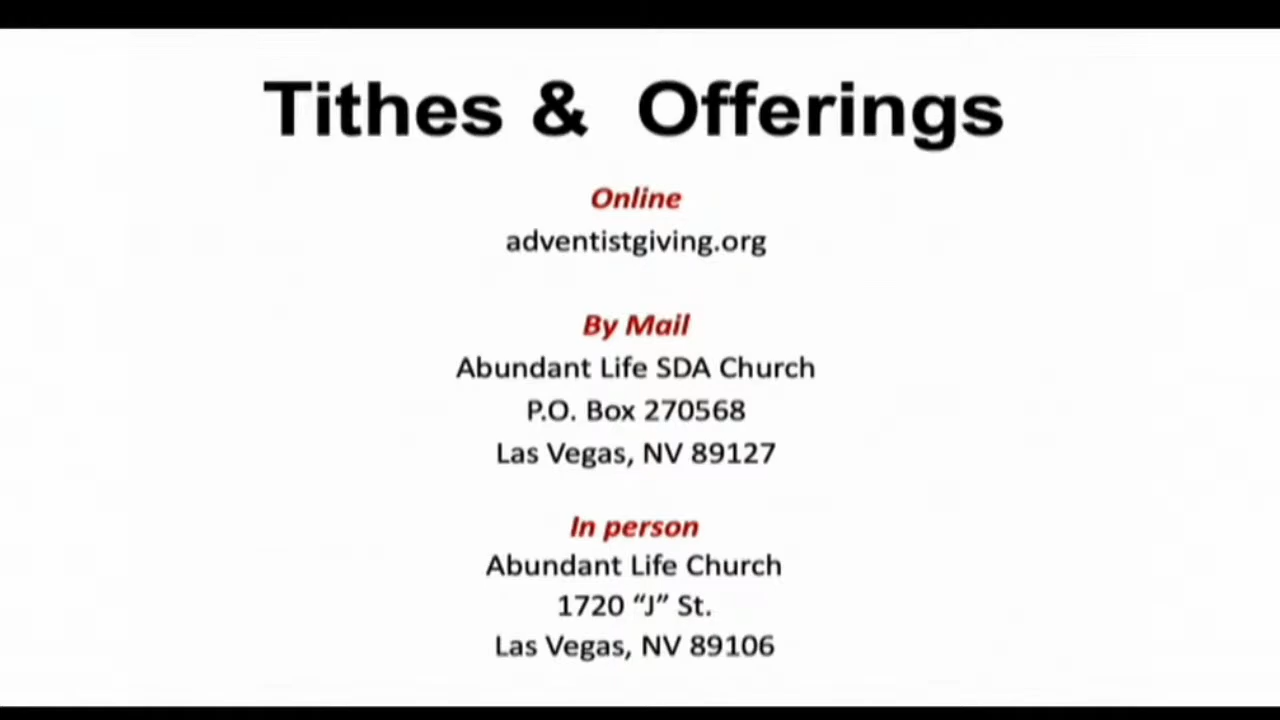 Tithes & Offerings
Online
adventistgiving.org
By Mail
Abundant Life SDA Church
P.O. Box 270568
Las Vegas, NV 89127
In person
Abundant Life Church
1720 “J” St.
Las Vegas, NV 89106